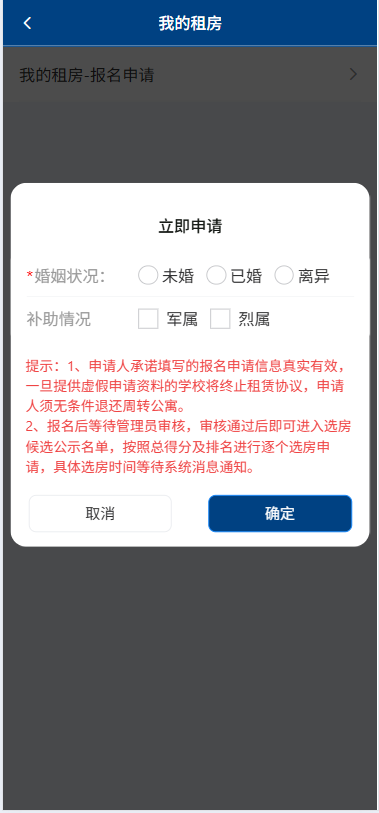 我的租房
我的租房-报名申请
立即申请
*婚姻状况： 未婚 已婚 离异
补助情况 军属 烈属
提示：1、申请人承诺填写的报名申请信息真实有效，
一旦提供虚假申请资料的学校将终止租赁协议，申请
人须无条件退还周转公寓。
2、报名后等待管理员审核，审核通过后即可进入选房
候选公示名单，按照总得分及排名进行逐个选房申
请，具体选房时间等待系统消息通知。
取消 确定